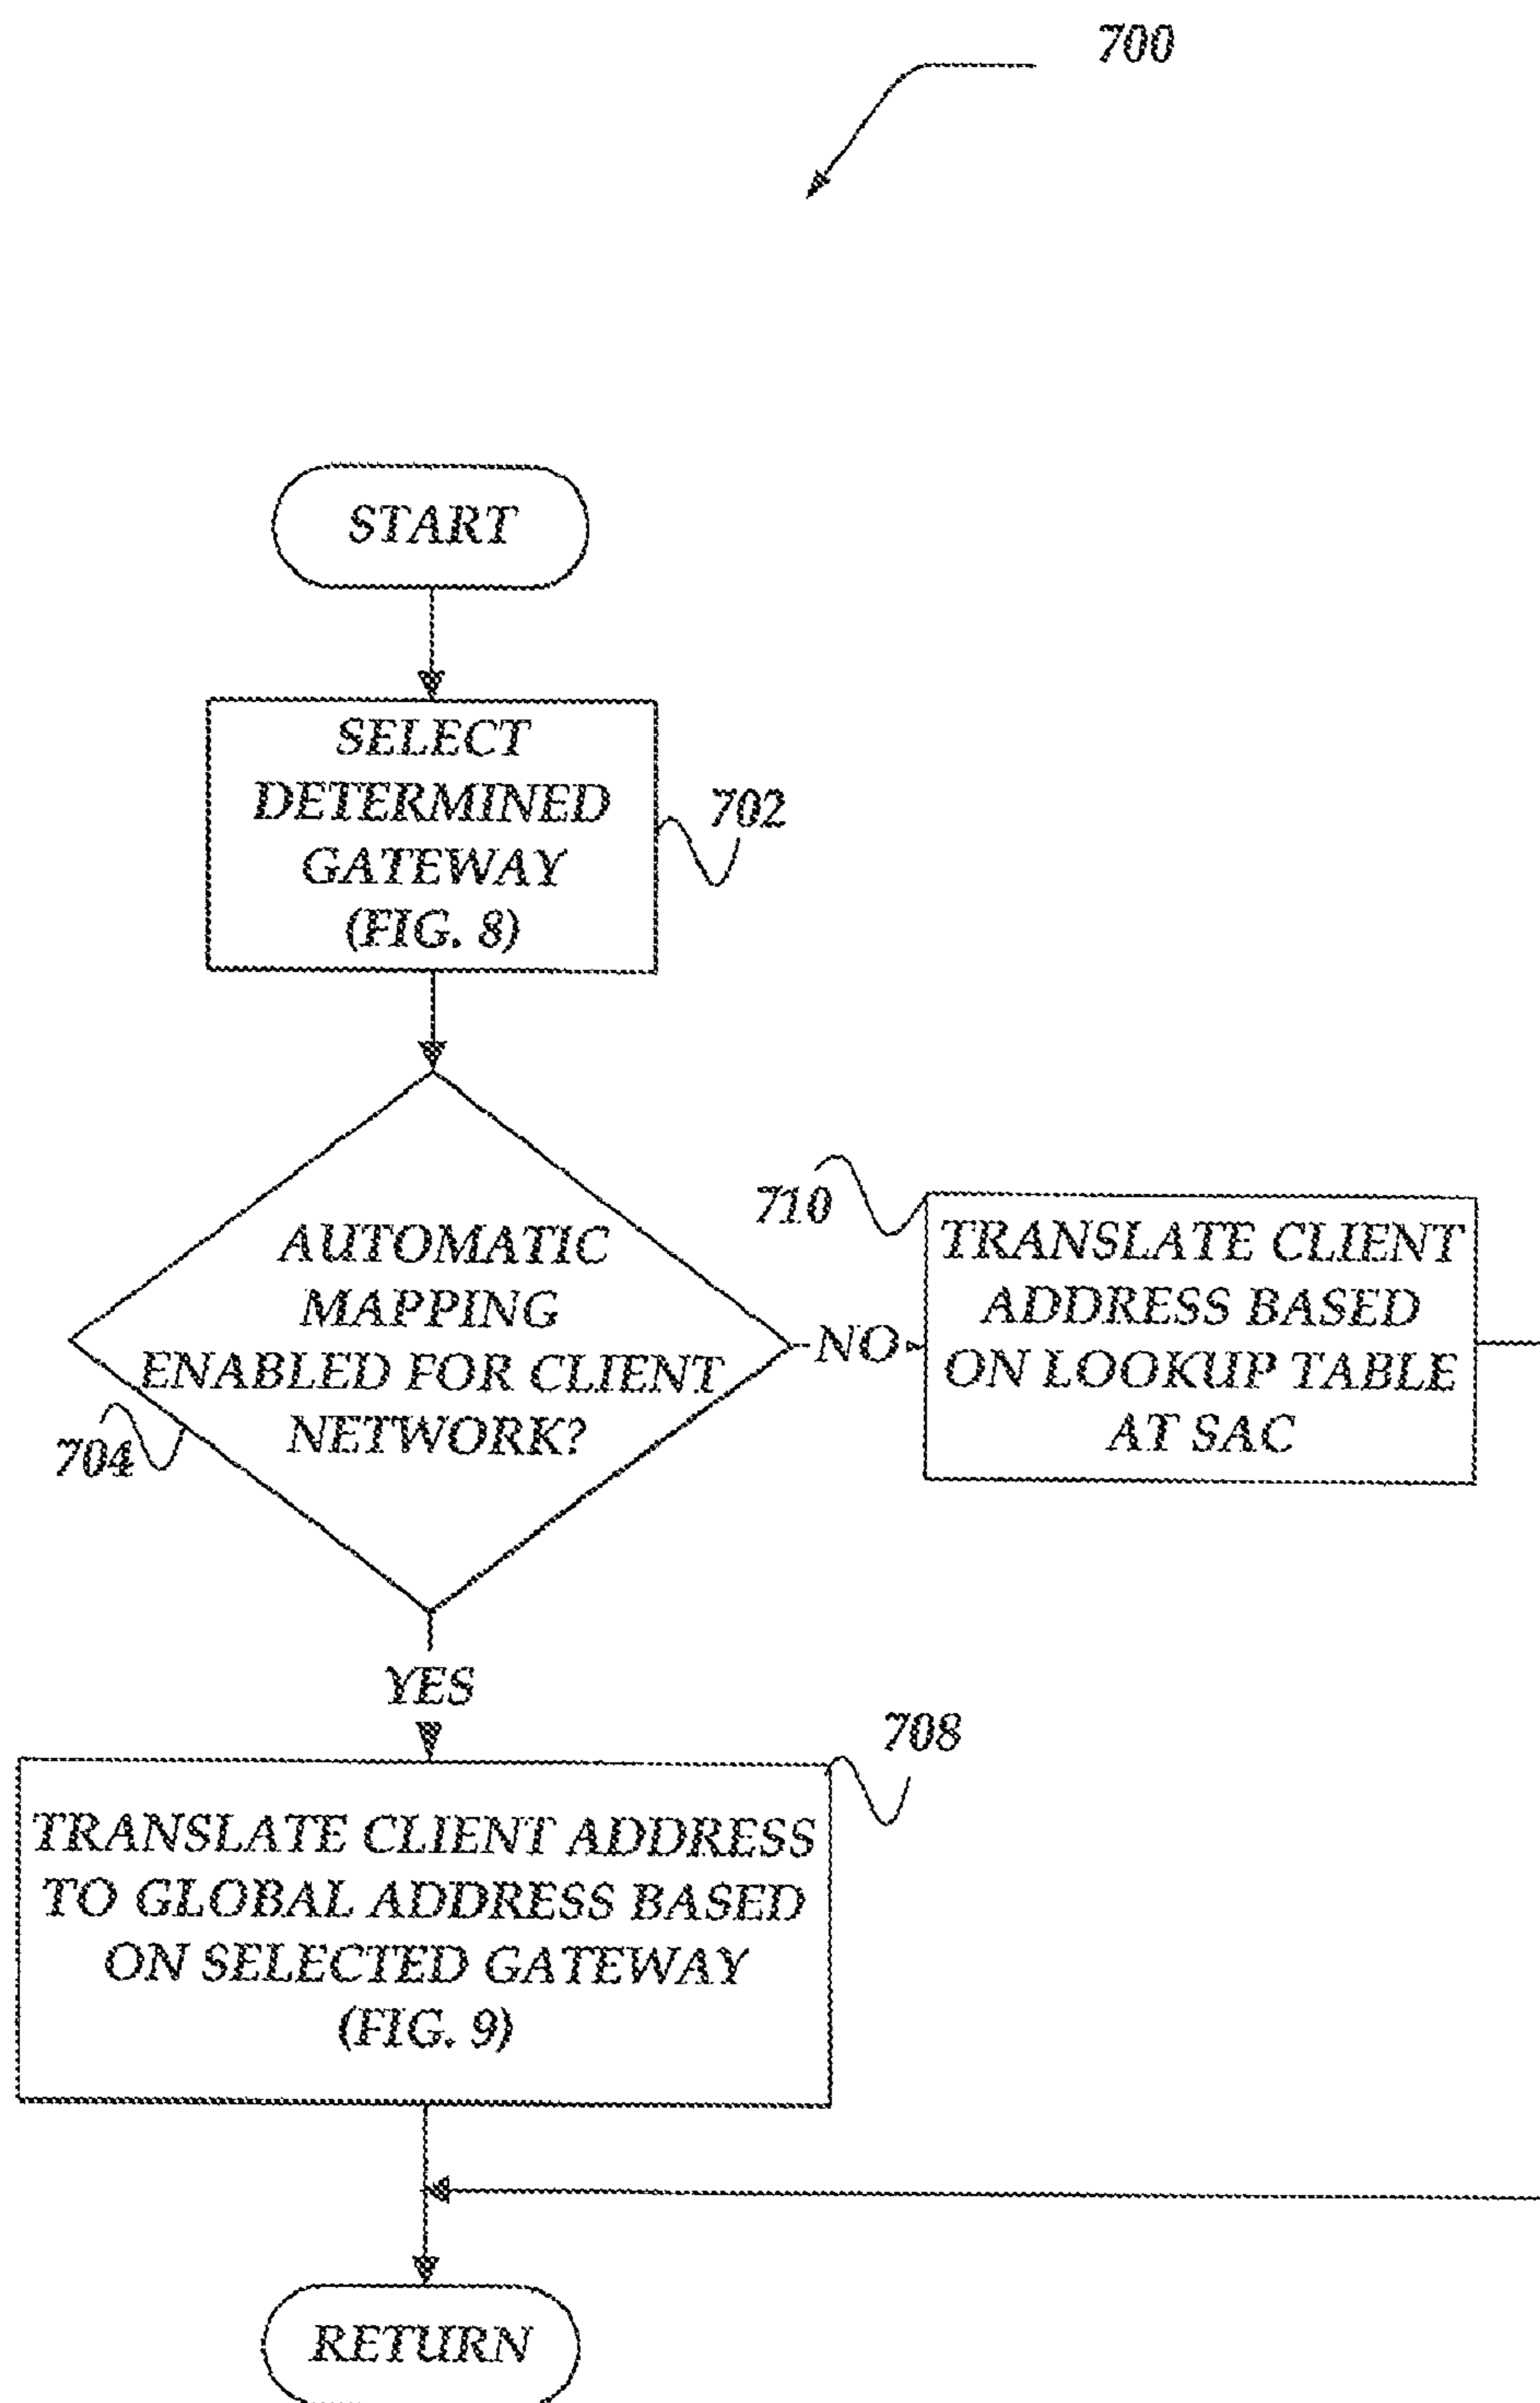 700
START
SELECT
DETERMINED
GATEWAY
(FIG. 8)
702
AUTOMATIC
MAPPING
ENABLED FOR CLIENT
NETWORK?
704
NO
710
TRANSLATE CLIENT
ADDRESS BASED
ON LOOKUP TABLE
AT SAC
YES
708
TRANSLATE CLIENT ADDRESS
TO GLOBAL ADDRESS BASED
ON SELECTED GATEWAY
(FIG. 9)
RETURN